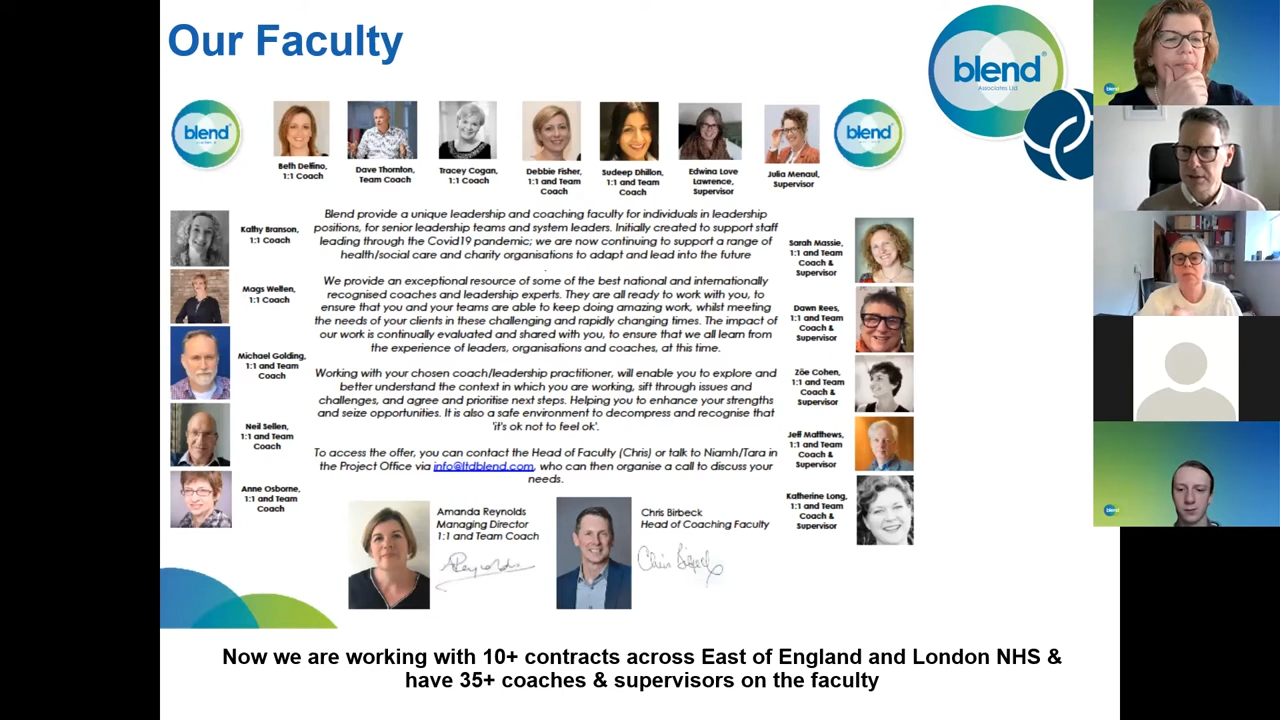 Our Faculty
blend
Associates Ltd
blend
blend
Beth Delfino,
1:1 Coach
Dave Thornton,
Team Coach
Tracey Cogan,
1:1 Coach
Debbie Fisher,
1:1 and Team
Coach
Sudeep Dhillon,
1:1 and Team
Coach
Edwina Love
Lawrence,
Supervisor
Julia Menaul,
Supervisor
Kathy Branson,
1:1 Coach
Mags Welten,
1:1 Coach
Michael Golding,
1:1 and Team
Coach
Neil Sellen,
1:1 and Team
Coach
Anne Osborne,
1:1 and Team
Coach
Blend provide a unique leadership and coaching faculty for individuals in leadership
positions, for senior leadership teams and system leaders. Initially created to support staff
leading through the Covid19 pandemic; we are now continuing to support a range of
health/social care and charity organisations to adapt and lead into the future
.
We provide an exceptional resource of some of the best national and internationally
recognised coaches and leadership experts. They are all ready to work with you, to
ensure that you and your teams are able to keep doing amazing work, whilst meeting
the needs of your clients in these challenging and rapidly changing times. The impact of
our work is continually evaluated and shared with you, to ensure that we all learn from
the experience of leaders, organisations and coaches, at this time.
Working with your chosen coach/leadership practitioner, will enable you to explore and
better understand the context in which you are working, sift through issues and
challenges, and agree and prioritise next steps. Helping you to enhance your strengths
and seize opportunities. It is also a safe environment to decompress and recognise that
'it's ok not to feel ok'.
To access the offer, you can contact the Head of Faculty (Chris) or talk to Niamh/Tara in
the Project Office via info@ltdblend.com, who can then organise a call to discuss your
needs.
Sarah Massie,
1:1 and Team
Coach &
Supervisor
Dawn Rees,
1:1 and Team
Coach &
Supervisor
Zöe Cohen,
1:1 and Team
Coach &
Supervisor
Jeff Matthews,
1:1 and Team
Coach &
Supervisor
Katherine Long,
1:1 and Team
Coach &
Supervisor
Amanda Reynolds
Managing Director
1:1 and Team Coach
AReynolds
Chris Birbeck
Head of Coaching Faculty
Chris Birbeck
Now we are working with 10+ contracts across East of England and London NHS &
have 35+ coaches & supervisors on the faculty
blend
blend